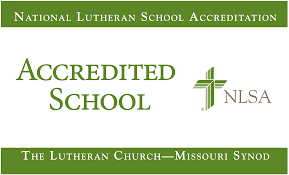 National Lutheran School Accreditation
Accredited
School
NLSA
®
The Lutheran Church—Missouri Synod